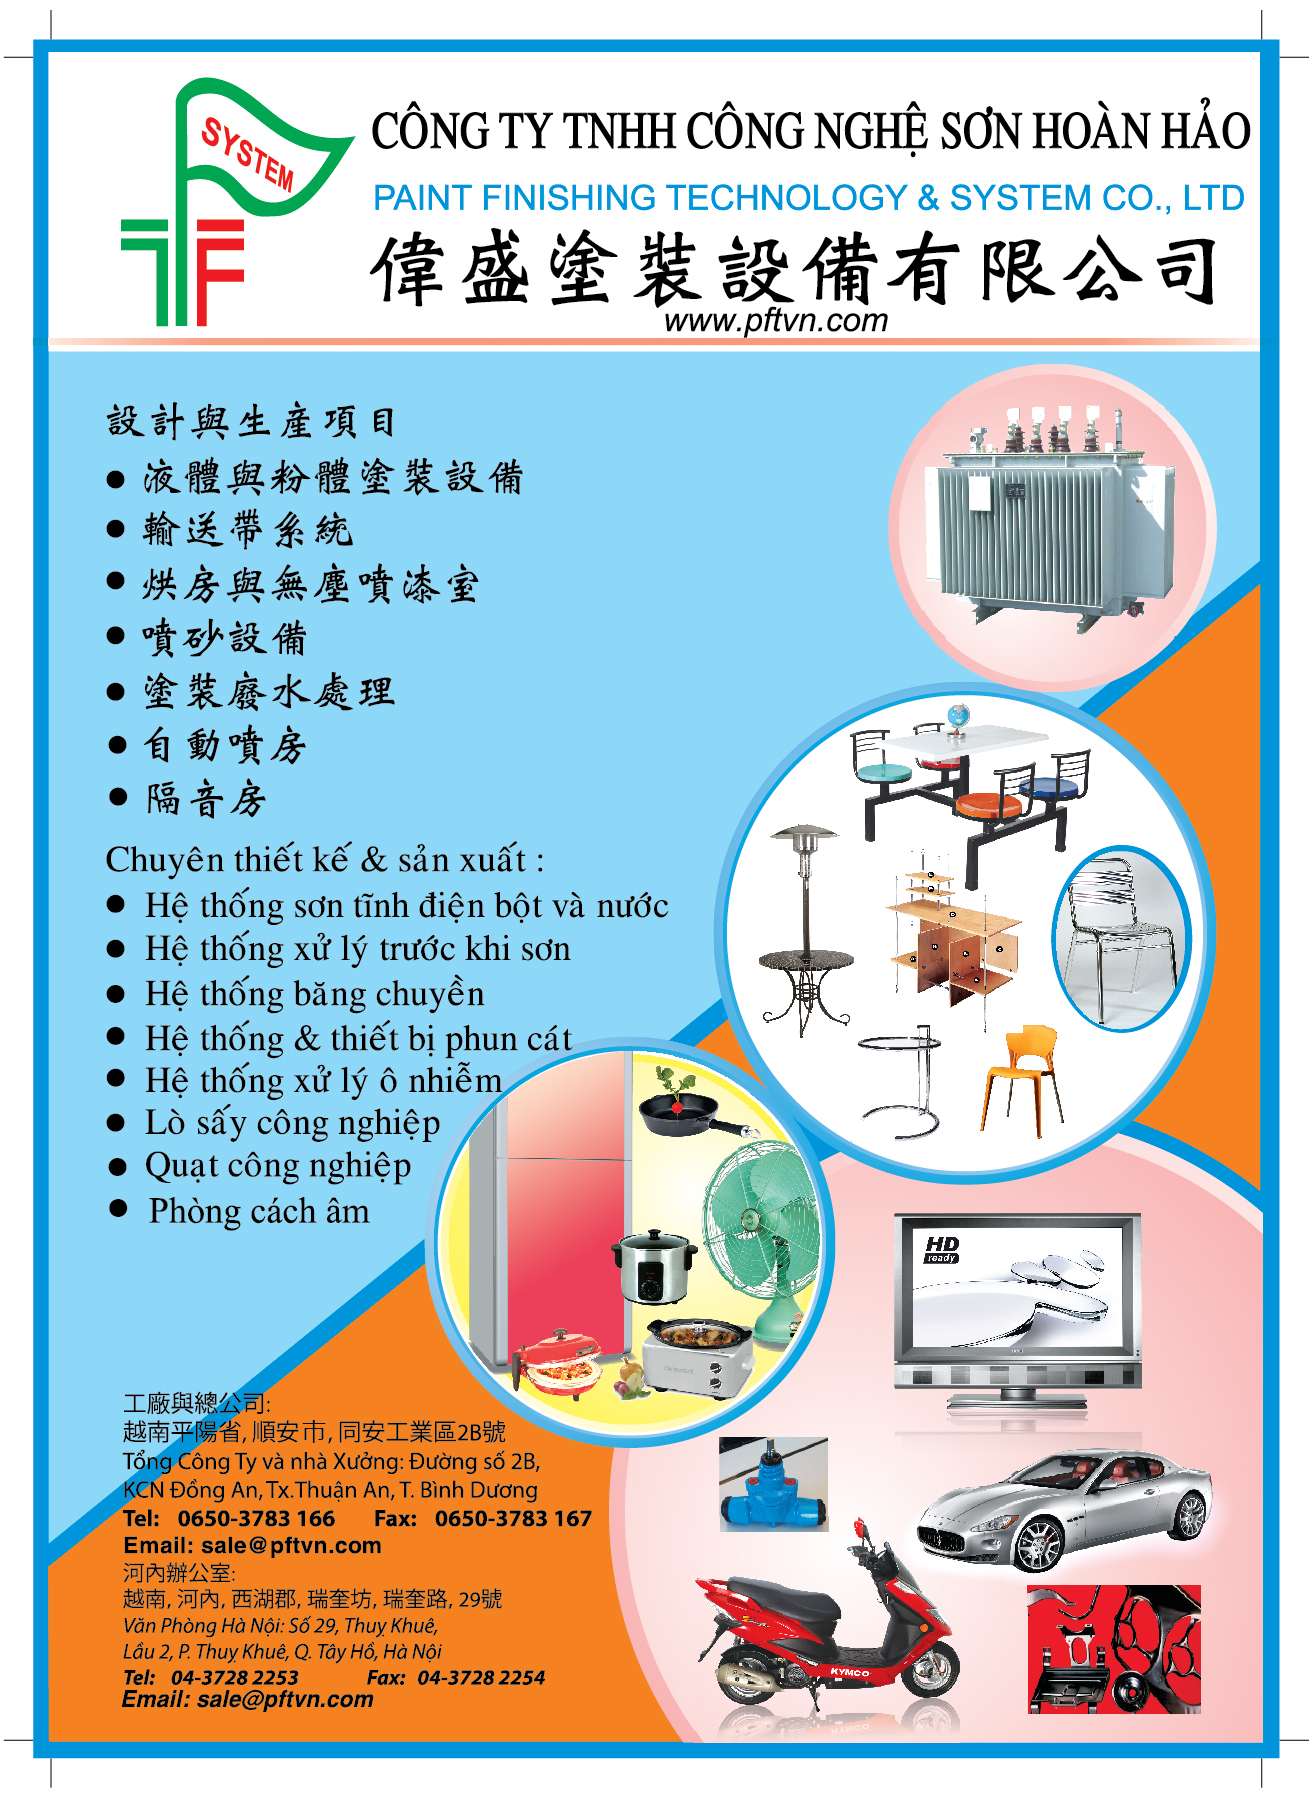 SYSTEM
TF
CÔNG TY TNHH CÔNG NGHỆ SƠN HOÀN HẢO
PAINT FINISHING TECHNOLOGY & SYSTEM CO., LTD
偉盛塗裝設備有限公司
www.pftvn.com
設計與生產項目
● 液體與粉體塗裝設備
● 輸送帶系統
● 烘房與無塵噴漆室
● 噴砂設備
● 塗裝廢水處理
● 自動噴房
● 隔音房
Chuyên thiết kế & sản xuất :
● Hệ thống sơn tĩnh điện bột và nước
● Hệ thống xử lý trước khi sơn
● Hệ thống băng chuyền
● Hệ thống & thiết bị phun cát
● Hệ thống xử lý ô nhiễm
● Lò sấy công nghiệp
● Quạt công nghiệp
● Phòng cách âm
HD
ready
工廠與總公司:
越南平陽省, 順安市, 同安工業區2B號
Tổng Công Ty và nhà Xưởng: Đường số 2B,
KCN Đồng An, Tx.Thuận An, T. Bình Dương
Tel: 0650-3783 166 Fax: 0650-3783 167
Email: sale@pftvn.com
河內辦公室:
越南, 河內, 西湖郡, 瑞奎坊, 瑞奎路, 29號
Văn Phòng Hà Nội: Số 29, Thuỵ Khuê,
Lầu 2, P. Thuỵ Khuê, Q. Tây Hồ, Hà Nội
Tel: 04-3728 2253 Fax: 04-3728 2254
Email: sale@pftvn.com
KYMCO